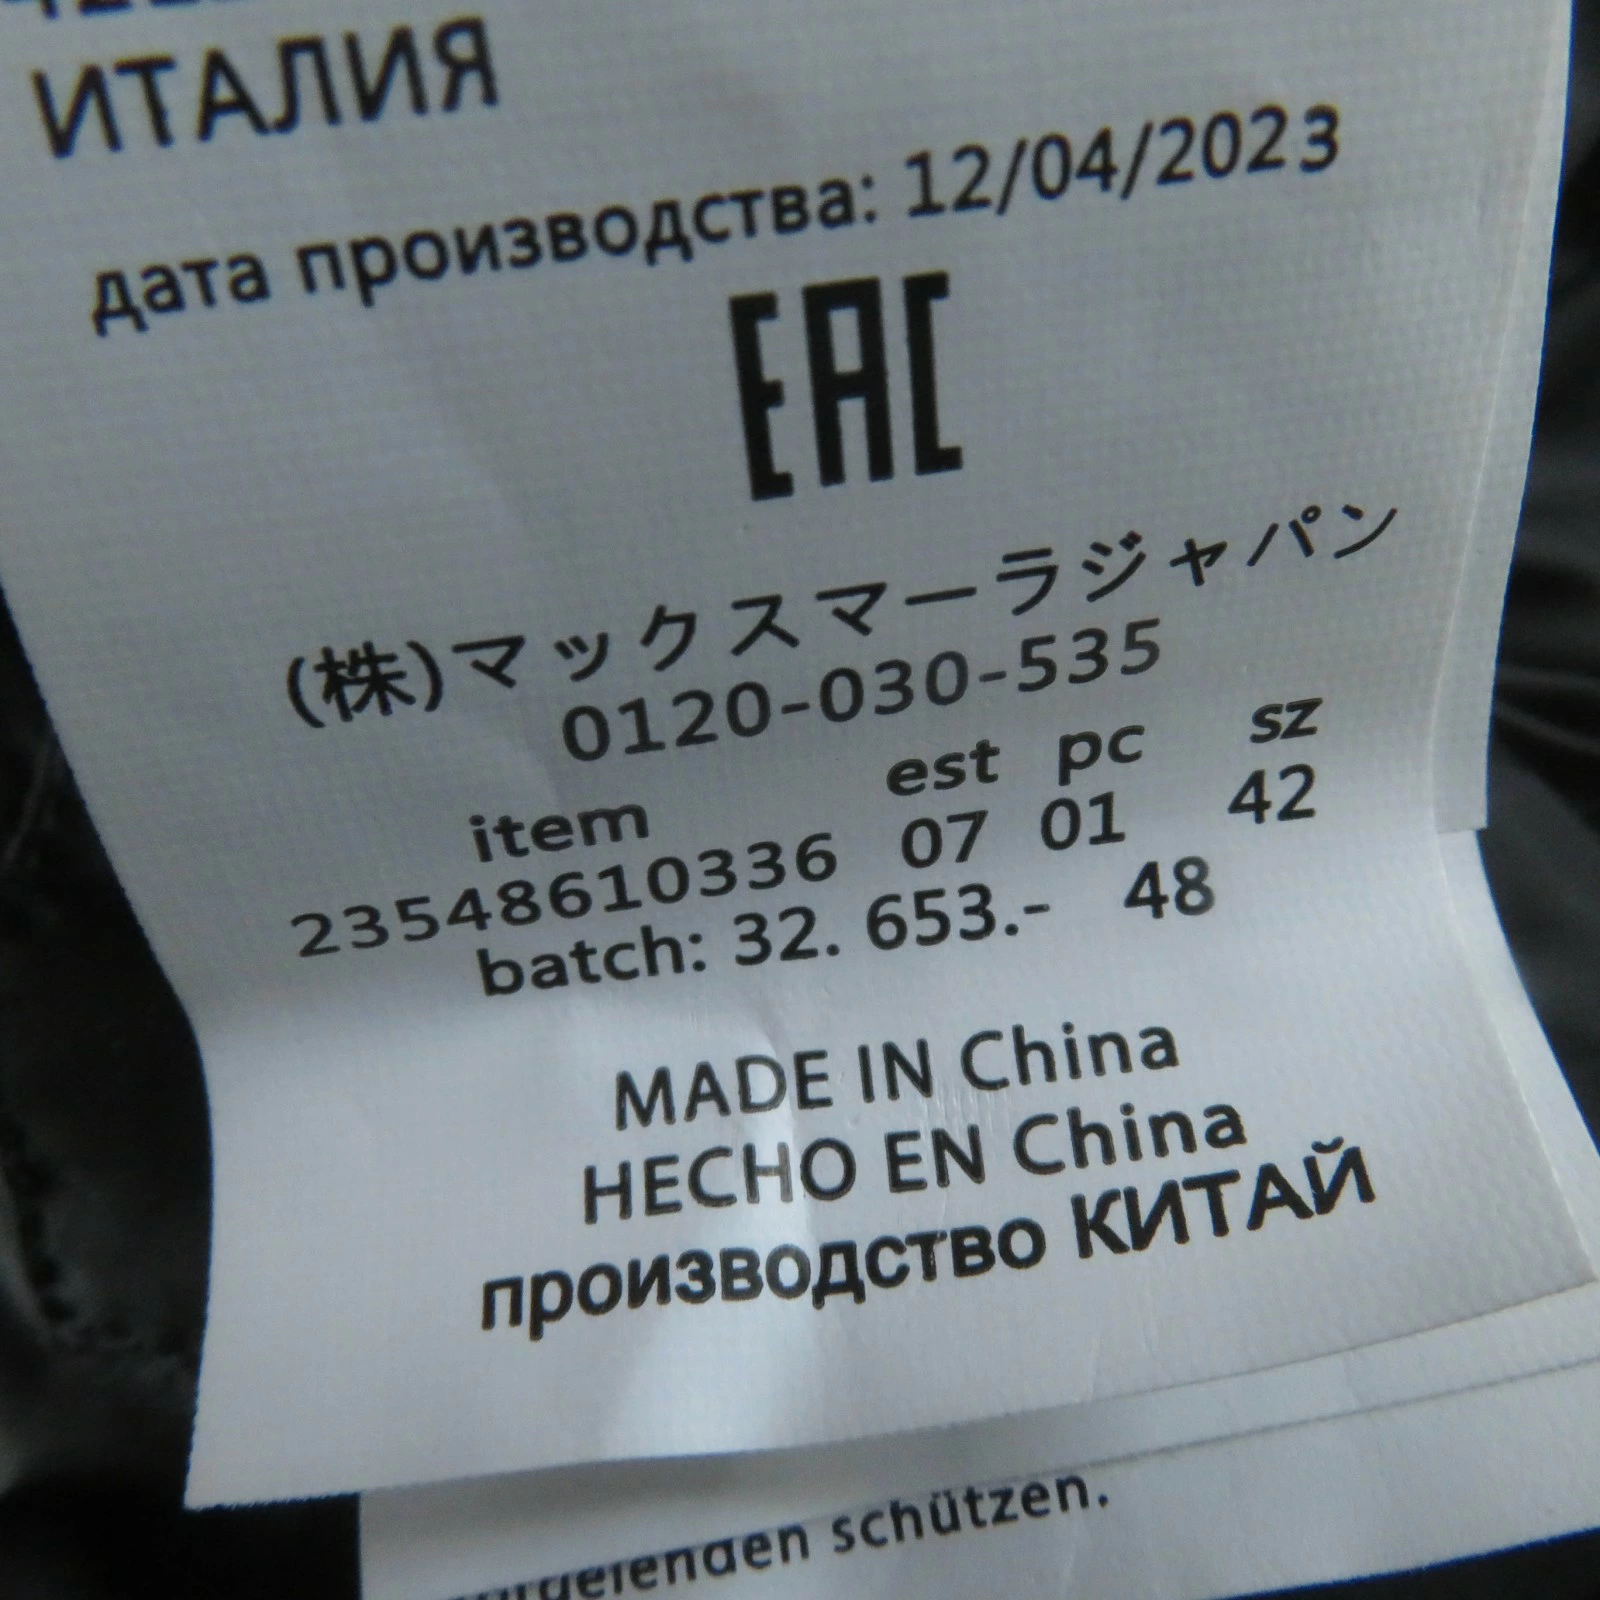 ИТАЛИЯ
дата производства: 12/04/2023
EAC
(株)マックスマーラジャパン
0120-030-535
item est pc sz
23548610336 07 01 42
batch: 32. 653.- 48
MADE IN China
HECHO EN China
производство КИТАЙ
schützen.